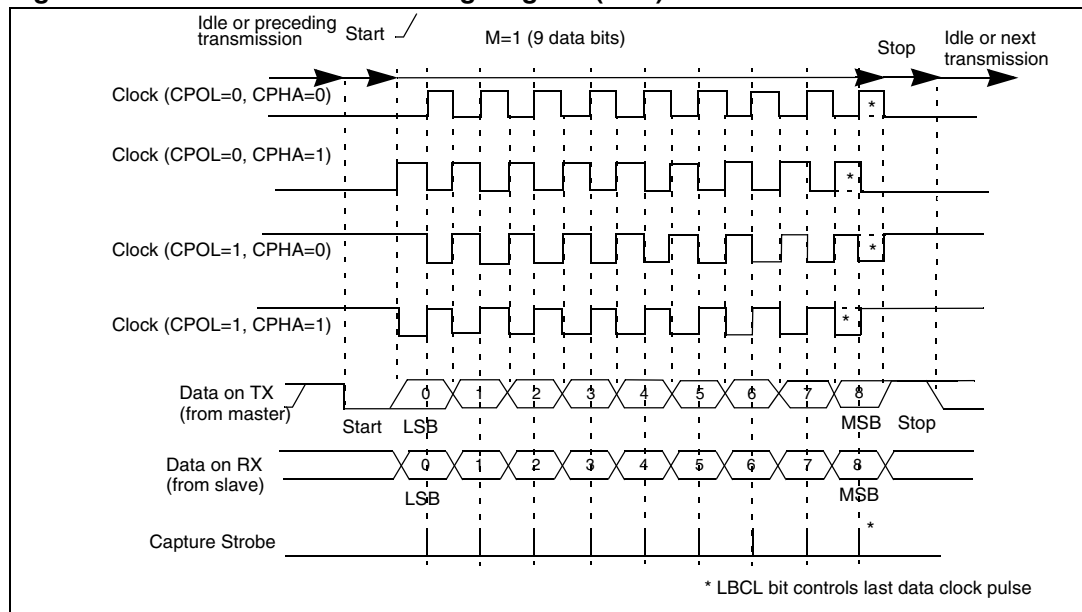 Idle or preceding
transmission
Start
M=1 (9 data bits)
Stop
Idle or next
transmission
Clock (CPOL=0, CPHA=0)
*
Clock (CPOL=0, CPHA=1)
*
Clock (CPOL=1, CPHA=0)
*
Clock (CPOL=1, CPHA=1)
*
Data on TX
(from master)
0 1 2 3 4 5 6 7 8
Start LSB MSB Stop
Data on RX
(from slave)
0 1 2 3 4 5 6 7 8
LSB MSB
Capture Strobe
*
* LBCL bit controls last data clock pulse